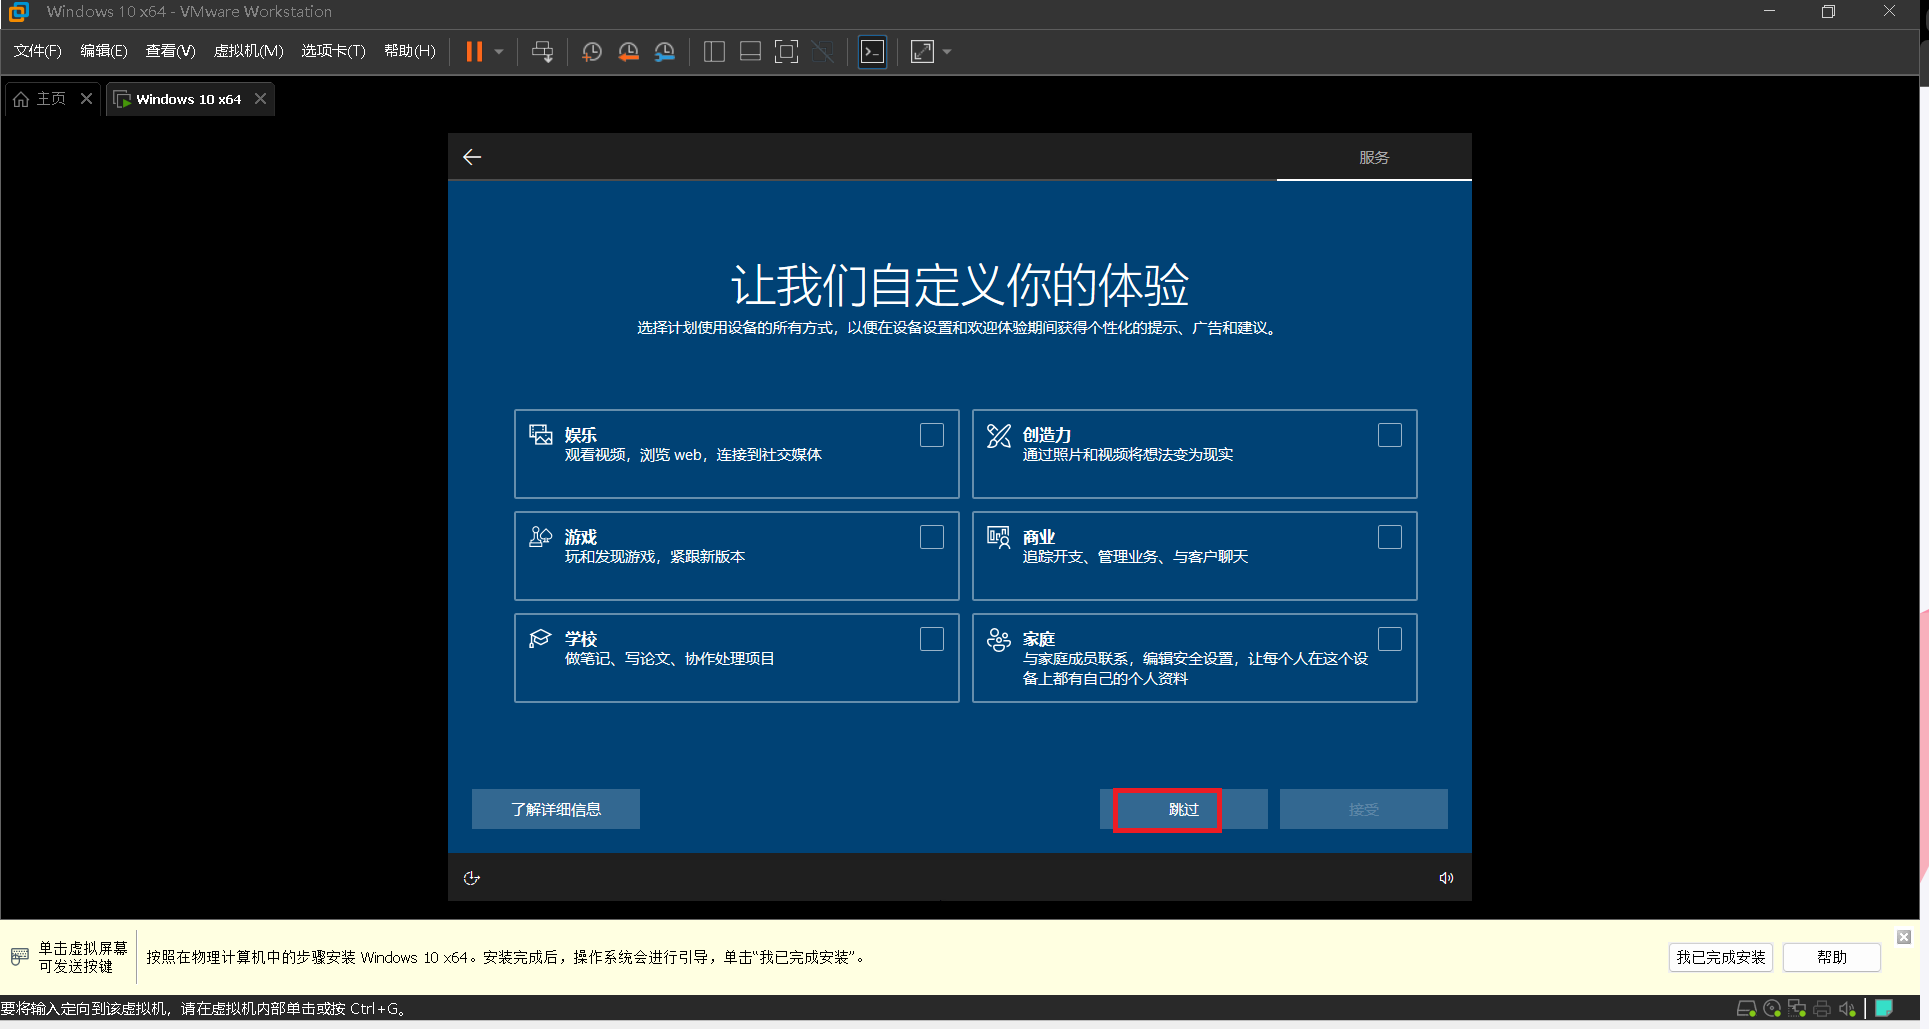 Windows 10 x64 - VMware Workstation
文件(F) 编辑(E) 查看(V) 虚拟机(M) 选项卡(T) 帮助(H)
主页 Windows 10 x64
服务
让我们自定义你的体验
选择计划使用设备的所有方式，以便在设备设置和欢迎体验期间获得个性化的提示、广告和建议。
娱乐
观看视频，浏览 web，连接到社交媒体
创造力
通过照片和视频将想法变为现实
游戏
玩和发现游戏，紧跟新版本
商业
追踪开支、管理业务、与客户聊天
学校
做笔记、写论文、协作处理项目
家庭
与家庭成员联系，编辑安全设置，让每个人在这个设
备上都有自己的个人资料
了解详细信息 跳过 接受
单击虚拟屏幕
可发送按键
按照在物理计算机中的步骤安装 Windows 10 x64。安装完成后，操作系统会进行引导，单击“我已完成安装”。
我已完成安装 帮助
要将输入定向到该虚拟机，请在虚拟机内部单击或按 Ctrl+G。